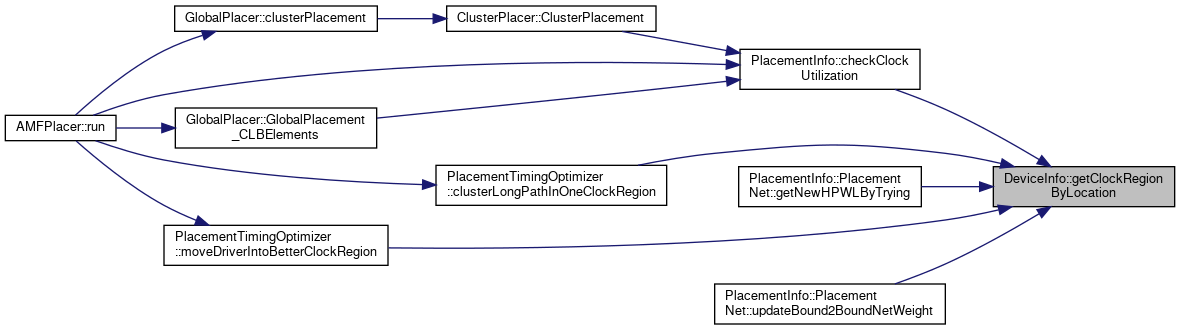 GlobalPlacer::clusterPlacement
ClusterPlacer::ClusterPlacement
PlacementInfo::checkClock
Utilization
AMFPlacer::run
GlobalPlacer::GlobalPlacement
_CLBElements
PlacementTimingOptimizer
::clusterLongPathInOneClockRegion
PlacementInfo::Placement
Net::getNewHPWLByTrying
DeviceInfo::getClockRegion
ByLocation
PlacementTimingOptimizer
::moveDriverIntoBetterClockRegion
PlacementInfo::Placement
Net::updateBound2BoundNetWeight